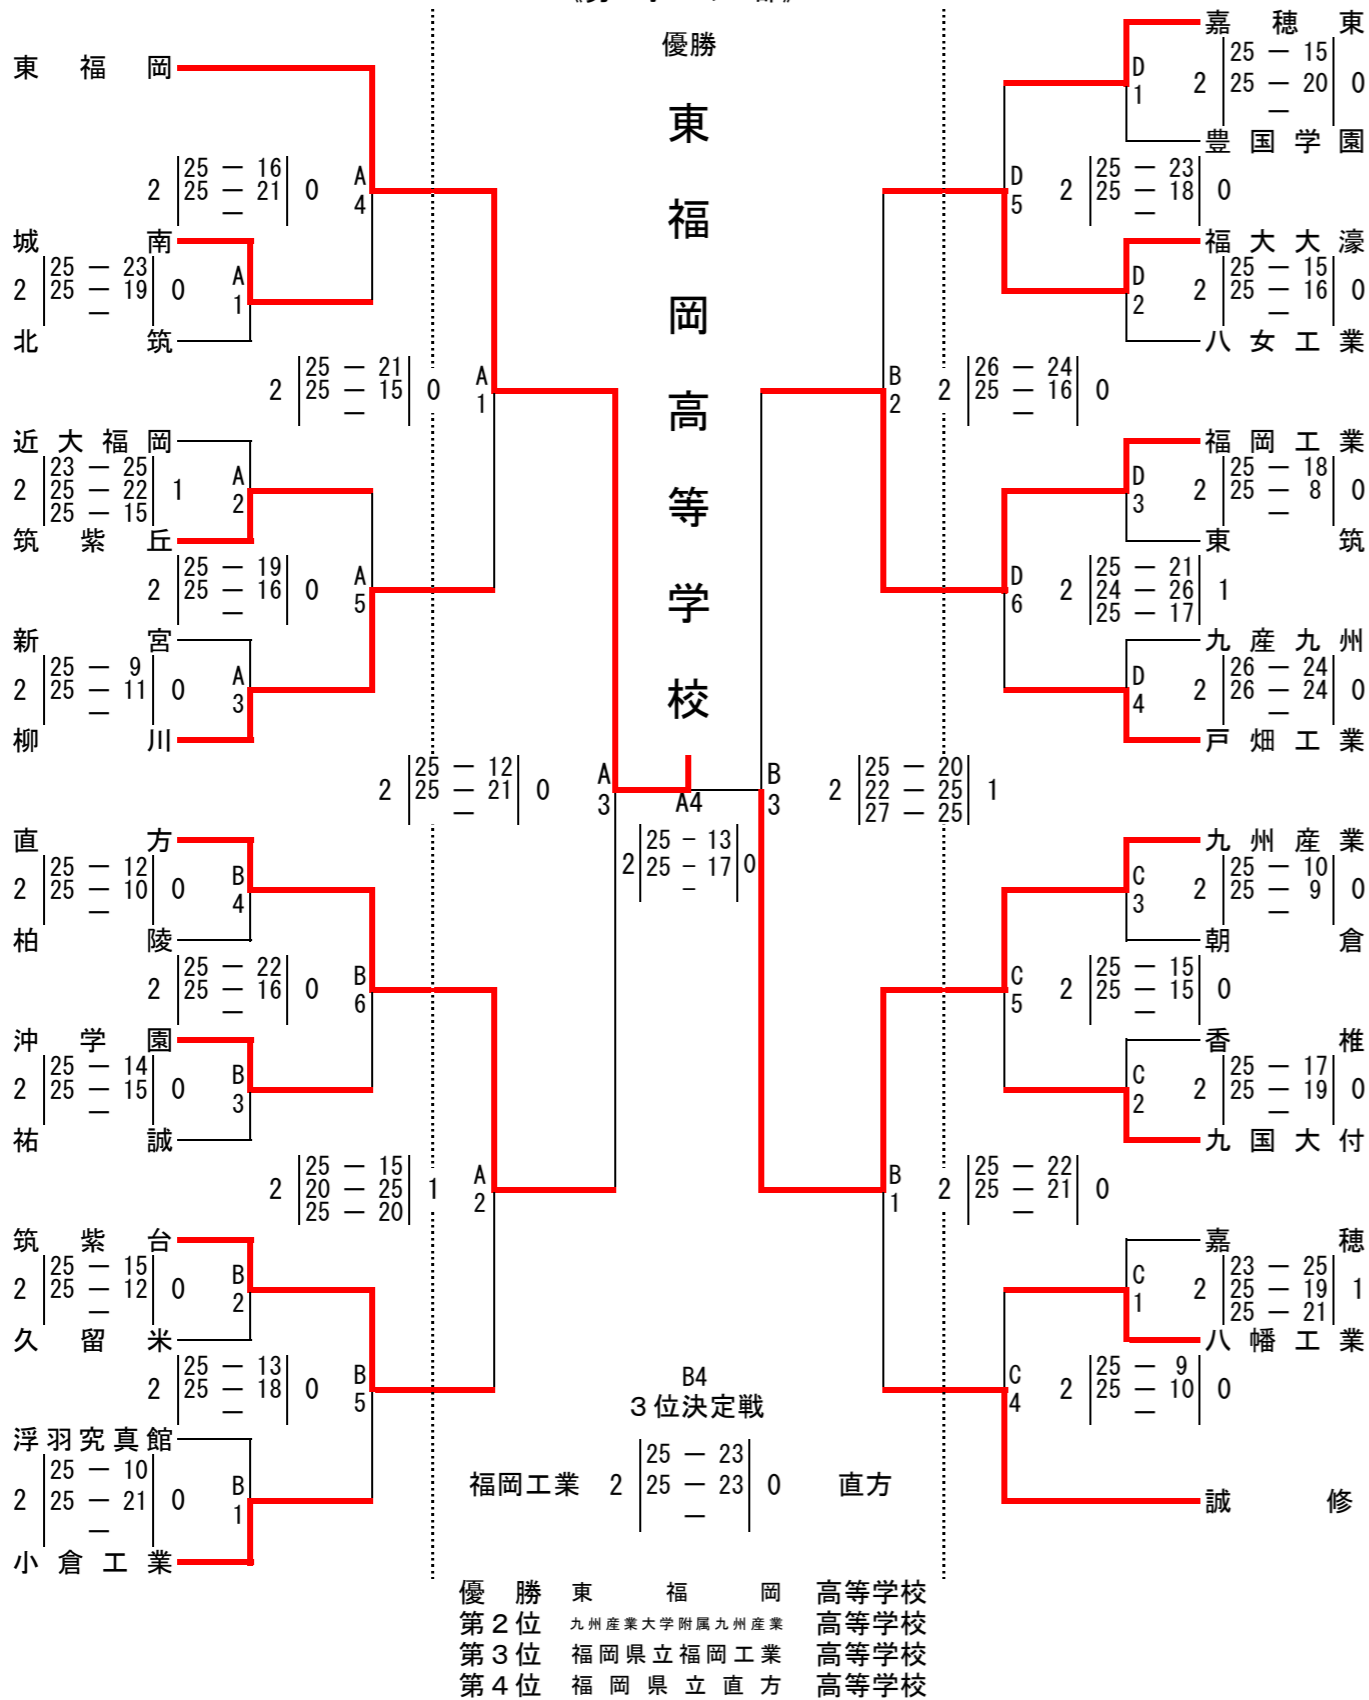 優勝
東福岡高等学校
東福岡
2 25 ― 16 0
25 ― 21
―
A4
城南
2 25 ― 23 0
25 ― 19
―
A1
北筑
2 25 ― 21 0
25 ― 15
―
A1
近大福岡
2 23 ― 25 1
25 ― 22
25 ― 15
A2
筑紫丘
2 25 ― 19 0
25 ― 16
―
A5
新宮
2 25 ― 9 0
25 ― 11
―
A3
柳川
2 25 ― 12 0
25 ― 21
―
A3
直方
2 25 ― 12 0
25 ― 10
―
B4
柏陵
2 25 ― 22 0
25 ― 16
―
B6
沖学園
2 25 ― 14 0
25 ― 15
―
B3
祐誠
2 25 ― 15 1
20 ― 25
25 ― 20
A2
筑紫台
2 25 ― 15 0
25 ― 12
―
B2
久留米
2 25 ― 13 0
25 ― 18
―
B5
浮羽究真館
2 25 ― 10 0
25 ― 21
―
B1
小倉工業
A4
2 25 - 13 0
25 - 17
-
嘉穂東
D1
2 25 ― 15 0
25 ― 20
―
豊国学園
D5
2 25 ― 23 0
25 ― 18
―
福大大濠
D2
2 25 ― 15 0
25 ― 16
―
八女工業
B2
2 26 ― 24 0
25 ― 16
―
福岡工業
D3
2 25 ― 18 0
25 ― 8
―
東筑
D6
2 25 ― 21 1
24 ― 26
25 ― 17
九産九州
D4
2 26 ― 24 0
26 ― 24
―
戸畑工業
B3
2 25 ― 20 1
22 ― 25
27 ― 25
九州産業
C3
2 25 ― 10 0
25 ― 9
―
朝倉
C5
2 25 ― 15 0
25 ― 15
―
香椎
C2
2 25 ― 17 0
25 ― 19
―
九国大付
B1
2 25 ― 22 0
25 ― 21
―
嘉穂
C1
2 23 ― 25 1
25 ― 19
25 ― 21
八幡工業
C4
2 25 ― 9 0
25 ― 10
―
誠修
B4
3位決定戦
福岡工業 2 25 ― 23 0 直方
25 ― 23
―
優勝 東福岡 高等学校
第2位 九州産業大学附属九州産業 高等学校
第3位 福岡県立福岡工業 高等学校
第4位 福岡県立直方 高等学校